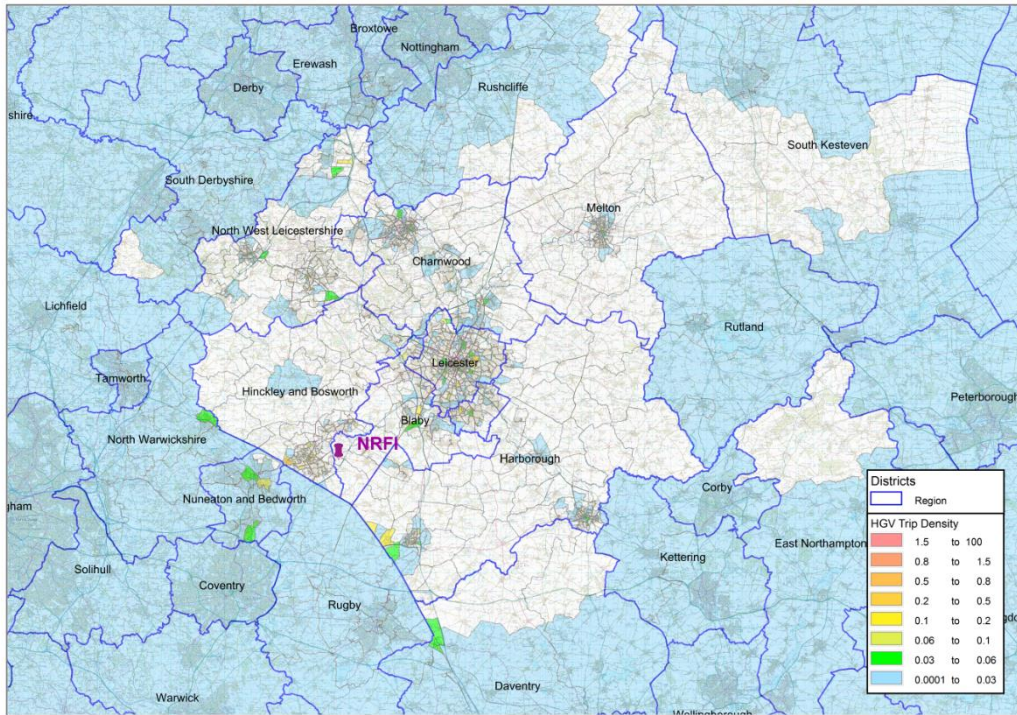 Broxtowe
Nottingham
Erewash
Derby
Rushcliffe
shire
South Kesteven
South Derbyshire
Melton
North West Leicestershire
Charnwood
Lichfield
Rutland
Leicester
Tamworth
Hinckley and Bosworth
Peterborough
Blaby
North Warwickshire
NRFI
Harborough
Corby
Nuneaton and Bedworth
gham
East Northampton
Kettering
Solihull
Coventry
Rugby
Warwick
Daventry
Wellingborough
Districts
Region
HGV Trip Density
1.5 to 100
0.8 to 1.5
0.5 to 0.8
0.2 to 0.5
0.1 to 0.2
0.06 to 0.1
0.03 to 0.06
0.0001 to 0.03